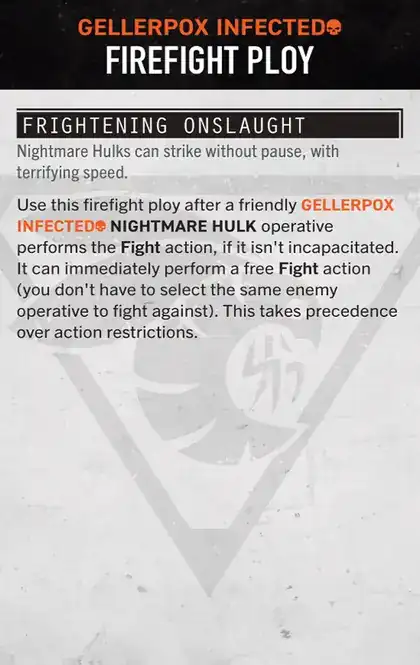 GELLERPOX INFECTED
FIREFIGHT PLOY
FRIGHTENING ONSLAUGHT
Nightmare Hulks can strike without pause, with
terrifying speed.
Use this firefight ploy after a friendly GELLERPOX
INFECTED NIGHTMARE HULK operative
performs the Fight action, if it isn't incapacitated.
It can immediately perform a free Fight action
(you don't have to select the same enemy
operative to fight against). This takes precedence
over action restrictions.